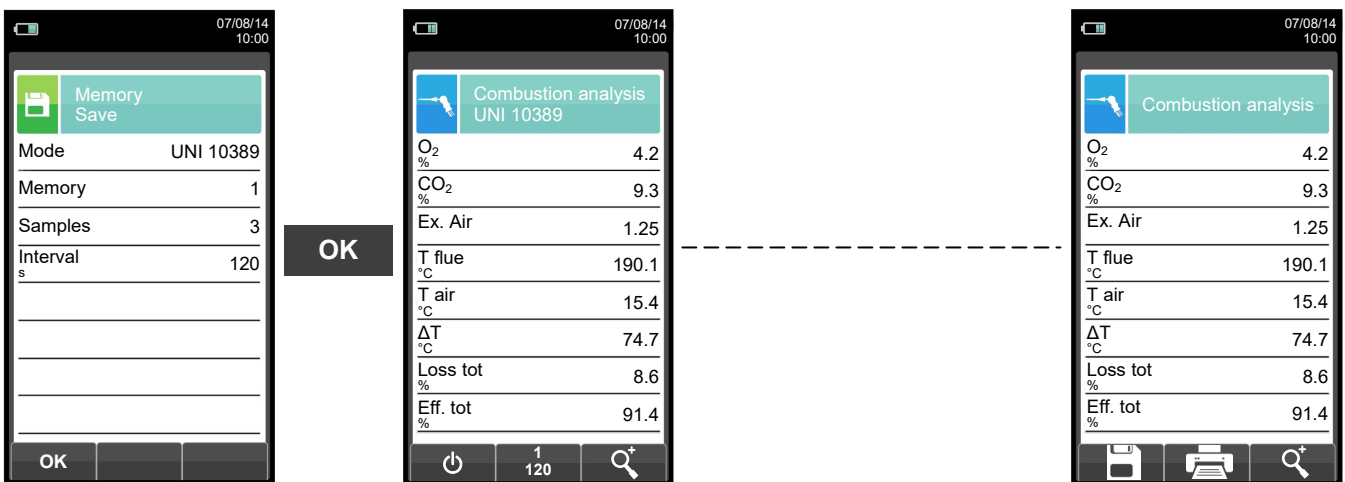 07/08/14
10:00
Memory
Save
Mode UNI 10389
Memory 1
Samples 3
Interval
s 120
OK
OK
07/08/14
10:00
Combustion analysis
UNI 10389
O₂
% 4.2
CO₂
% 9.3
Ex. Air 1.25
T flue
°C 190.1
T air
°C 15.4
ΔT
°C 74.7
Loss tot
% 8.6
Eff. tot
% 91.4
1
120
07/08/14
10:00
Combustion analysis
O₂
% 4.2
CO₂
% 9.3
Ex. Air 1.25
T flue
°C 190.1
T air
°C 15.4
ΔT
°C 74.7
Loss tot
% 8.6
Eff. tot
% 91.4